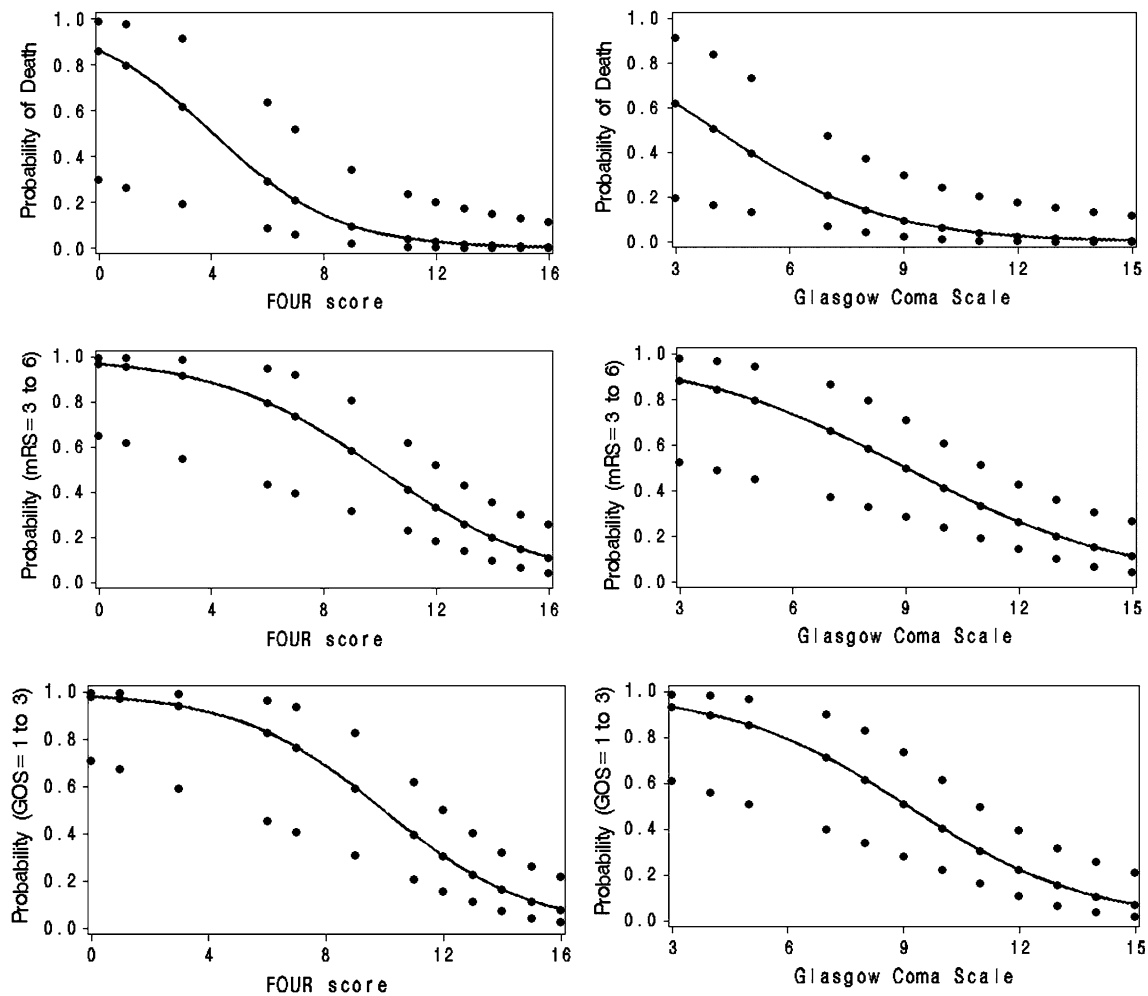 Probability of Death
1.0
0.8
0.6
0.4
0.2
0.0
0 4 8 12 16
FOUR score
Probability of Death
1.0
0.8
0.6
0.4
0.2
0.0
3 6 9 12 15
Glasgow Coma Scale
Probability (mRS= 3 to 6)
1.0
0.8
0.6
0.4
0.2
0.0
0 4 8 12 16
FOUR score
Probability (mRS= 3 to 6)
1.0
0.8
0.6
0.4
0.2
0.0
3 6 9 12 15
Glasgow Coma Scale
Probability (GOS= 1 to 3)
1.0
0.8
0.6
0.4
0.2
0.0
0 4 8 12 16
FOUR score
Probability (GOS= 1 to 3)
1.0
0.8
0.6
0.4
0.2
0.0
3 6 9 12 15
Glasgow Coma Scale